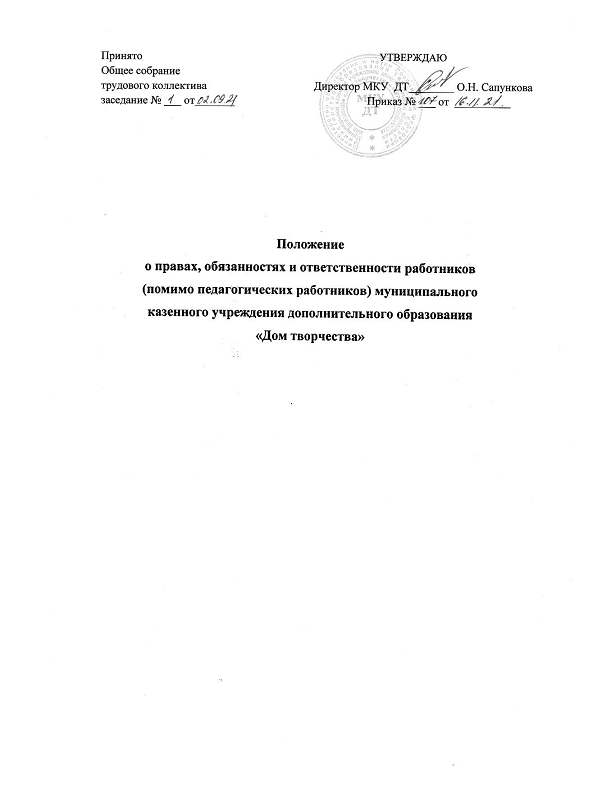 Принято
Общее собрание
трудового коллектива
заседание № 1 от 02.09.21
УТВЕРЖДАЮ
Директор МКУ ДТ О.Н. Сапункова
Приказ № 107 от 16.11.21.
МКУ
ДТ
Положение
о правах, обязанностях и ответственности работников
(помимо педагогических работников) муниципального
казенного учреждения дополнительного образования
«Дом творчества»